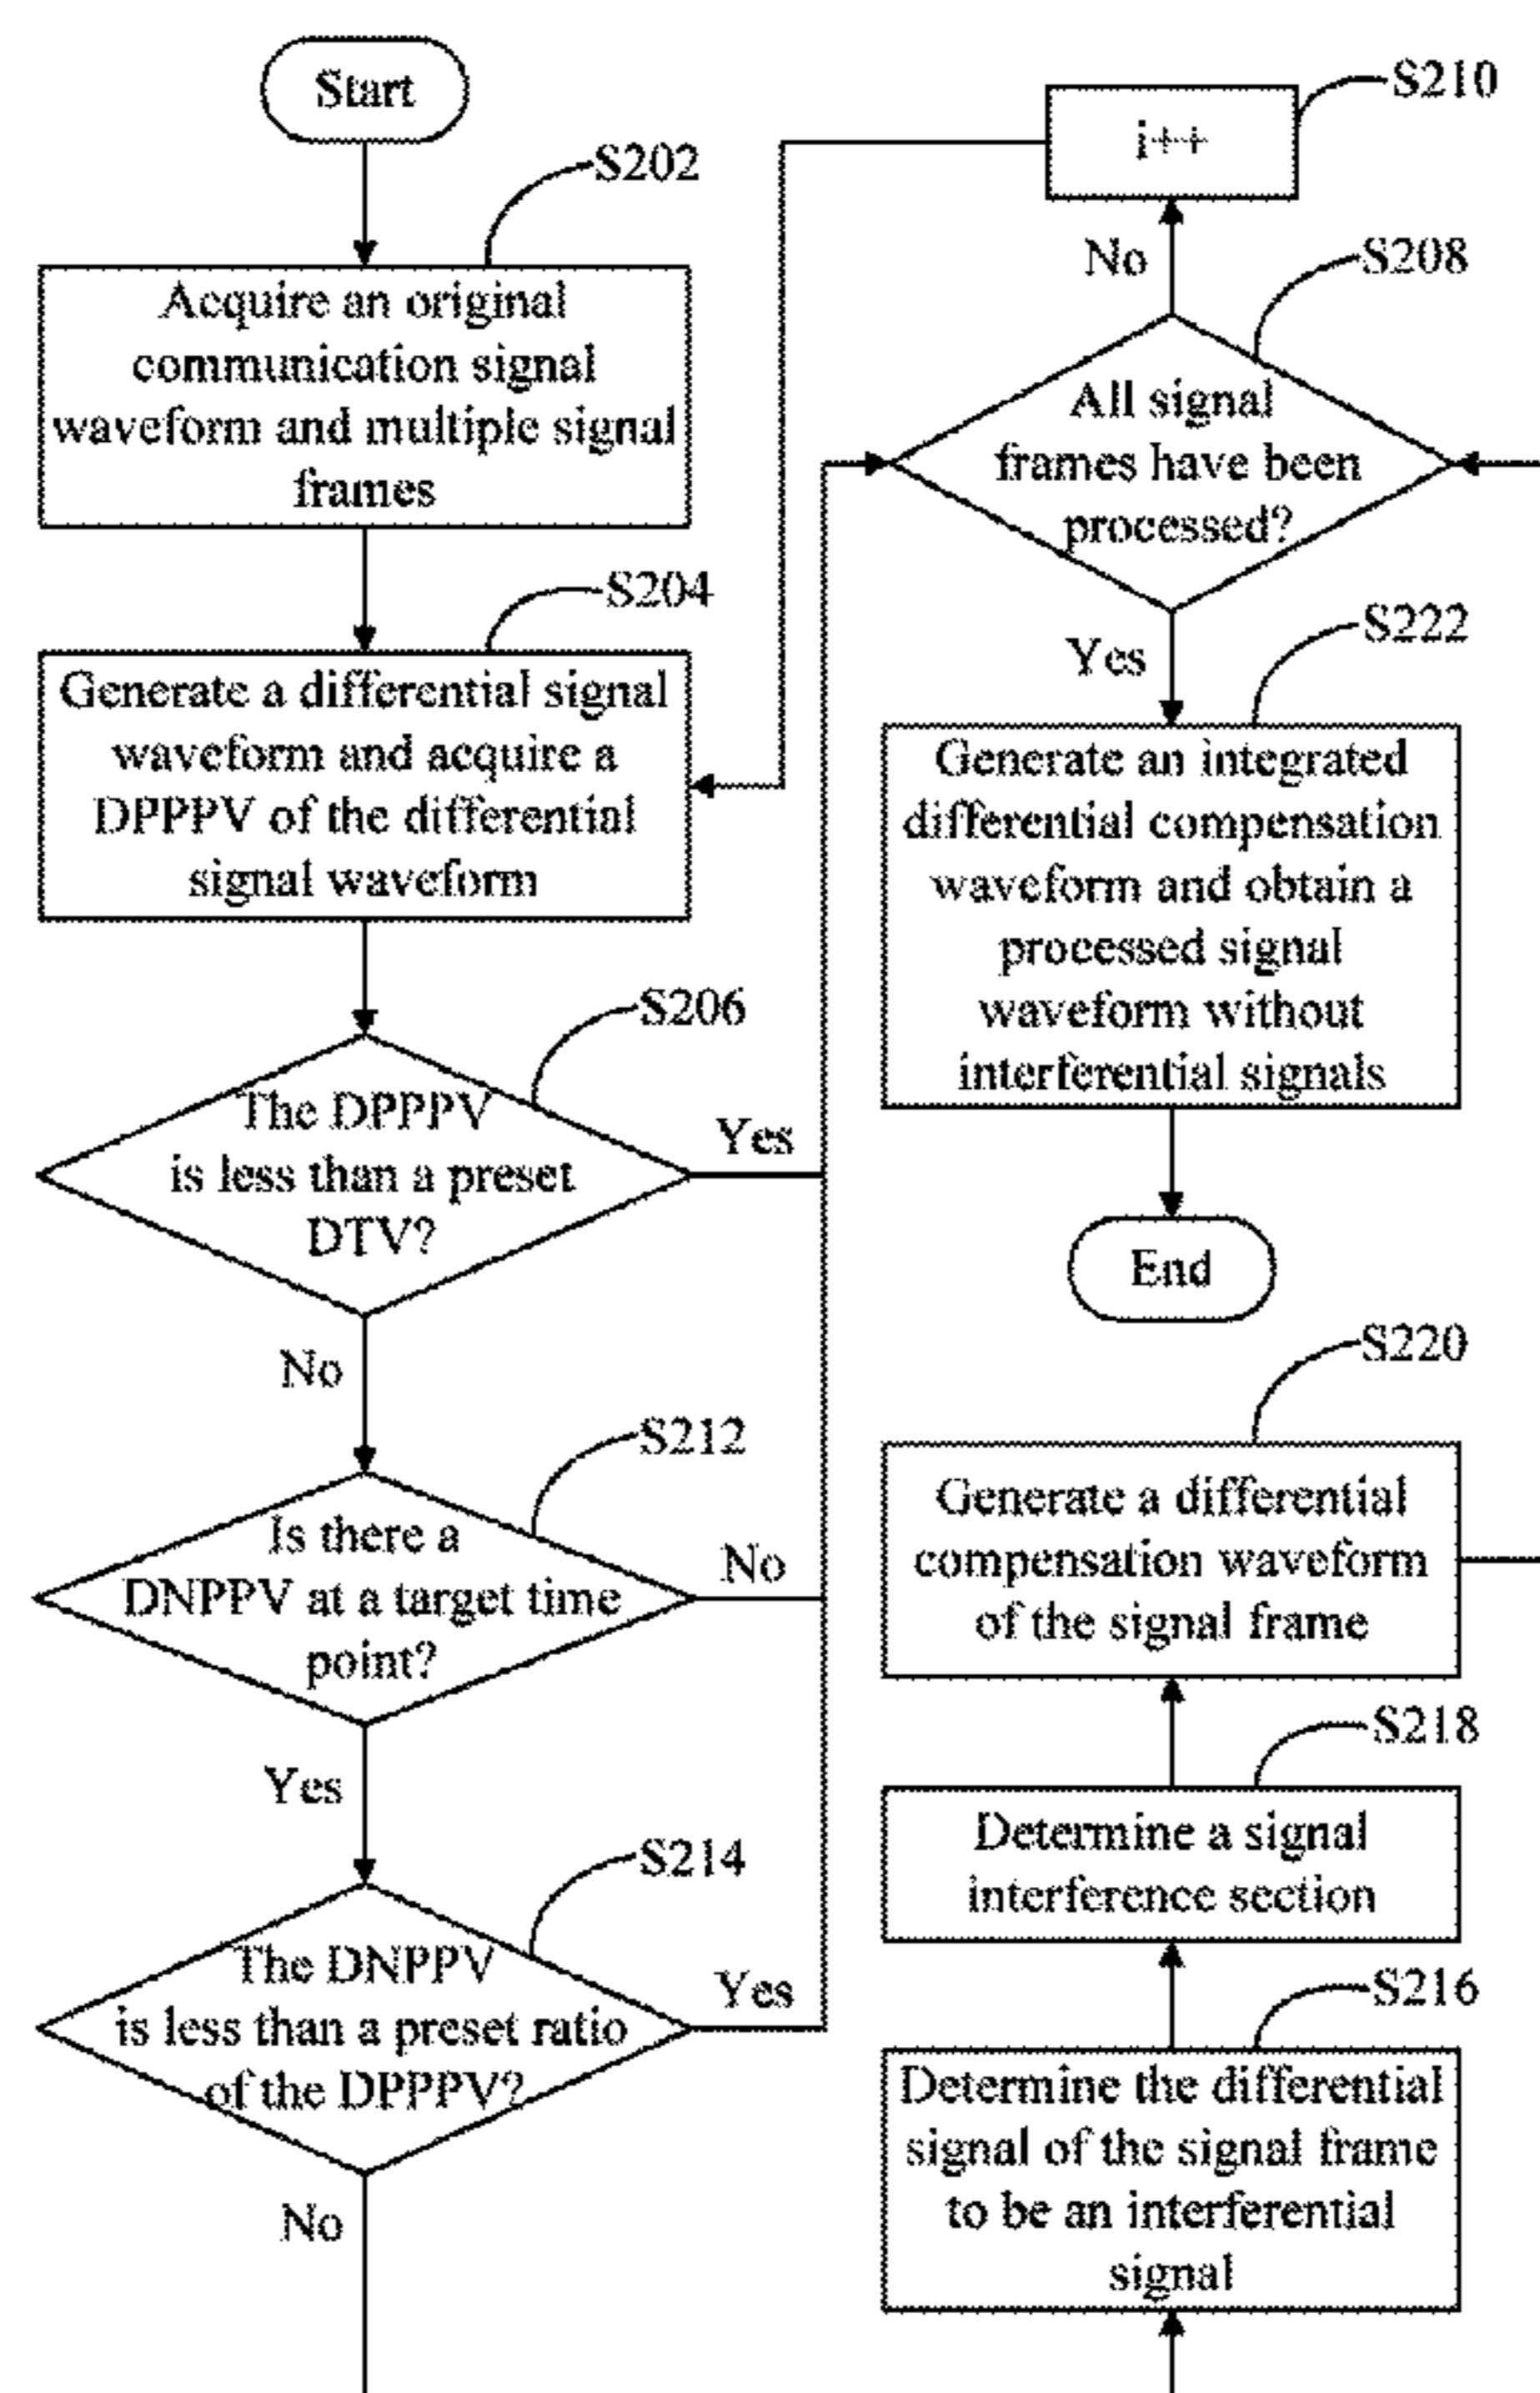 Start
S202
Acquire an original
communication signal
waveform and multiple signal
frames
S204
Generate a differential signal
waveform and acquire a
DPPPV of the differential
signal waveform
S206
The DPPPV
is less than a preset
DTV?
Yes
No
S212
Is there a
DNPPV at a target time
point?
No
Yes
S214
The DNPPV
is less than a preset ratio
of the DPPPV?
Yes
No
S210
i++
No
S208
All signal
frames have been
processed?
Yes
S222
Generate an integrated
differential compensation
waveform and obtain a
processed signal
waveform without
interferential signals
End
S220
Generate a differential
compensation waveform
of the signal frame
S218
Determine a signal
interference section
S216
Determine the differential
signal of the signal frame
to be an interferential
signal